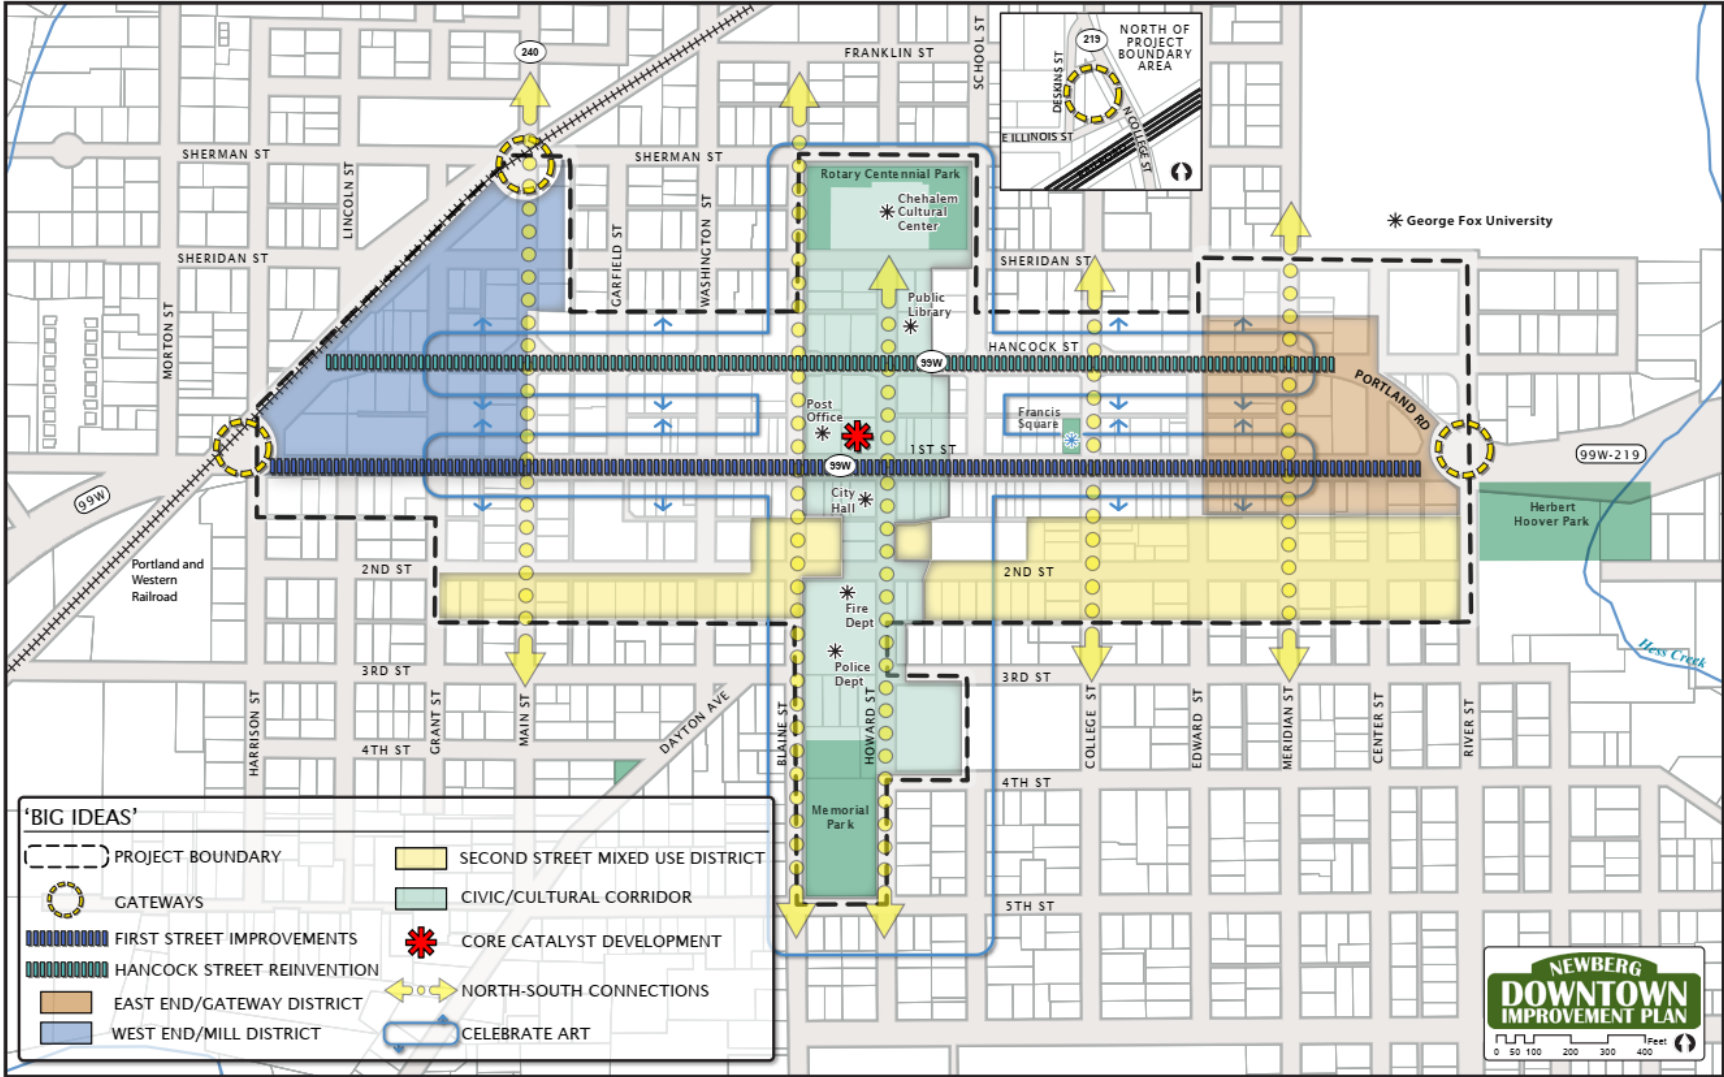 240
FRANKLIN ST
SCHOOL ST
219
NORTH OF
PROJECT
BOUNDARY
AREA
DESKINS ST
N COLLEGE ST
E ILLINOIS ST
SHERMAN ST
SHERMAN ST
LINCOLN ST
Rotary Centennial Park
Chehalem
Cultural
Center
George Fox University
SHERIDAN ST
SHERIDAN ST
GARFIELD ST
WASHINGTON ST
MORTON ST
Public
Library
HANCOCK ST
99W
PORTLAND RD
Post
Office
Francis
Square
1ST ST
99W
99W-219
99W
City
Hall
Herbert
Hoover Park
Portland and
Western
Railroad
2ND ST
2ND ST
Fire
Dept
Police
Dept
Hess Creek
3RD ST
3RD ST
HARRISON ST
GRANT ST
MAIN ST
DAYTON AVE
BLAINE ST
HOWARD ST
COLLEGE ST
EDWARD ST
MERIDIAN ST
CENTER ST
RIVER ST
4TH ST
4TH ST
Memorial
Park
5TH ST
'BIG IDEAS'
PROJECT BOUNDARY
GATEWAYS
FIRST STREET IMPROVEMENTS
HANCOCK STREET REINVENTION
EAST END/GATEWAY DISTRICT
WEST END/MILL DISTRICT
SECOND STREET MIXED USE DISTRICT
CIVIC/CULTURAL CORRIDOR
CORE CATALYST DEVELOPMENT
NORTH-SOUTH CONNECTIONS
CELEBRATE ART
NEWBERG
DOWNTOWN
IMPROVEMENT PLAN
Feet
0 50 100 200 300 400